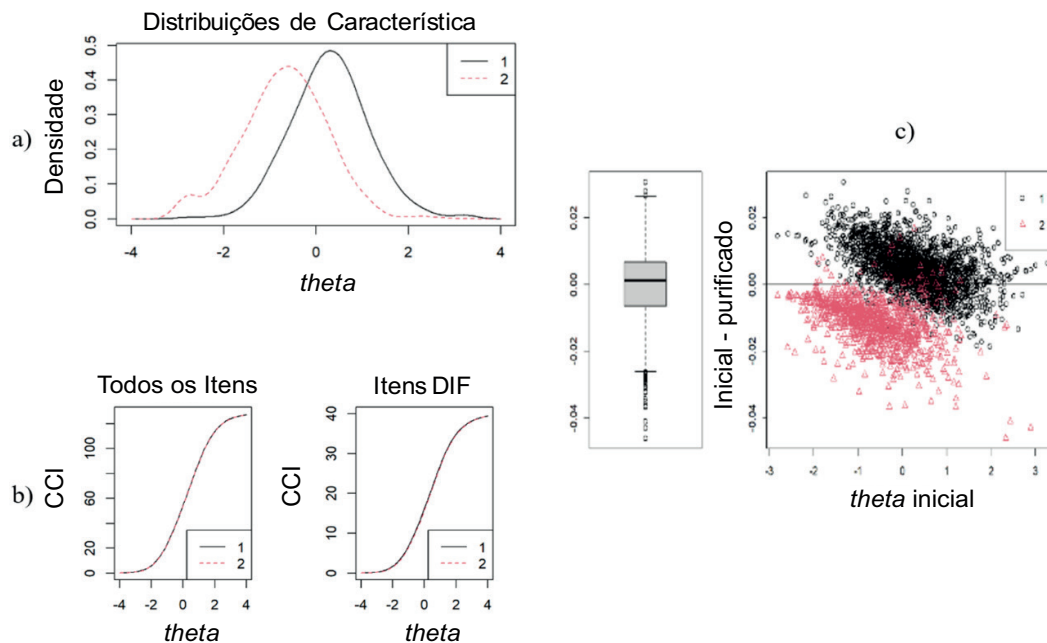 Distribuições de Característica
a)
Densidade
0.0 0.1 0.2 0.3 0.4 0.5
1
2
-4 -2 0 2 4
theta
b)
Todos os Itens
CCI
0 30 60 90 120
1
2
-4 -2 0 2 4
theta
Itens DIF
CCI
0 10 20 30 40
1
2
-4 -2 0 2 4
theta
c)
-0.04 -0.02 0.00 0.02
Inicial - purificado
-0.04 -0.02 0.00 0.02
1
2
-3 -2 -1 0 1 2 3
theta inicial